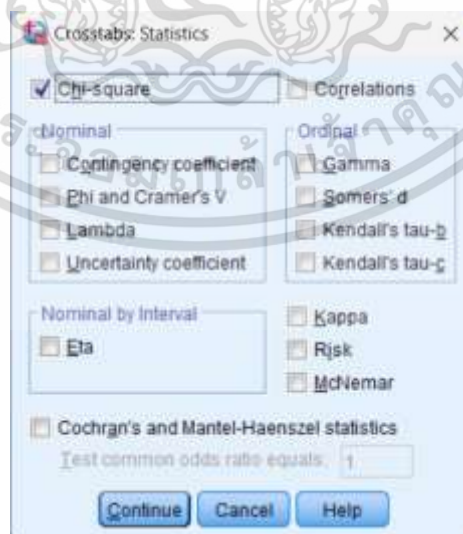 Crosstabs: Statistics
Chi-square
Correlations
Nominal
Contingency coefficient
Phi and Cramer's V
Lambda
Uncertainty coefficient
Ordinal
Gamma
Somers' d
Kendall's tau-b
Kendall's tau-c
Nominal by Interval
Eta
Kappa
Risk
McNemar
Cochran's and Mantel-Haenszel statistics
Test common odds ratio equals: 1
Continue Cancel Help